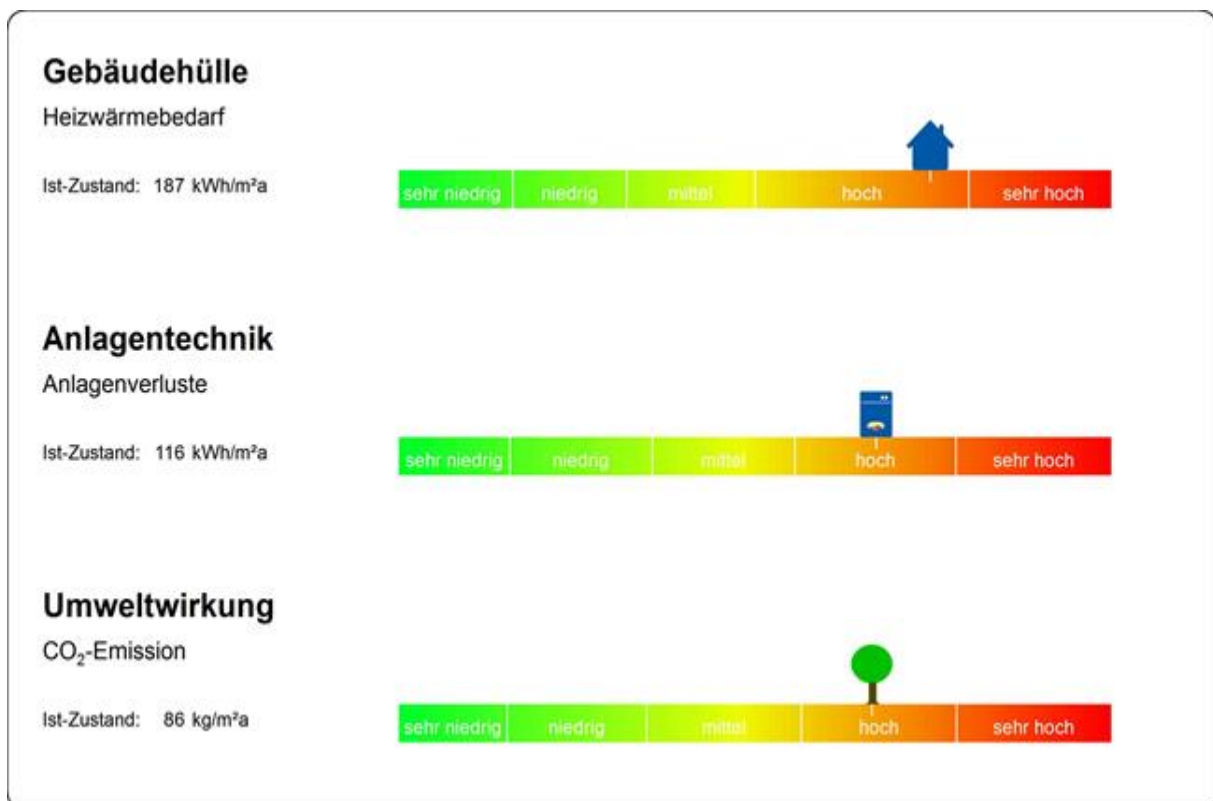 Gebäudehülle
Heizwärmebedarf
Ist-Zustand: 187 kWh/m²a
sehr niedrig niedrig mittel hoch sehr hoch
Anlagentechnik
Anlagenverluste
Ist-Zustand: 116 kWh/m²a
sehr niedrig niedrig mittel hoch sehr hoch
Umweltwirkung
CO₂-Emission
Ist-Zustand: 86 kg/m²a
sehr niedrig niedrig mittel hoch sehr hoch